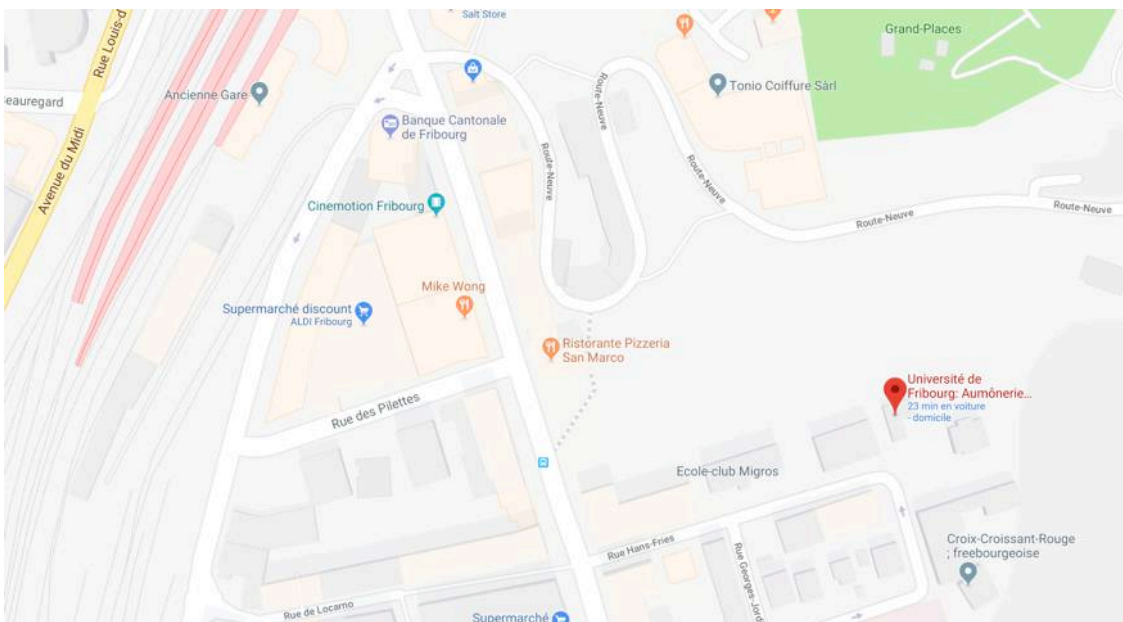 Salt Store
Rue Louis-d
Grand-Places
Route-Neuve
Tonio Coiffure Sàrl
Ancienne Gare
eauregard
Banque Cantonale
de Fribourg
Avenue du Midi
Route-Neuve
Route-Neuve
Cinemotion Fribourg
Route-Neuve
Route-Neuve
Mike Wong
Supermarché discount
ALDI Fribourg
Ristorante Pizzeria
San Marco
Université de
Fribourg: Aumônerie...
23 min en voiture
- domicile
Rue des Pilettes
Ecole-club Migros
Croix-Croissant-Rouge
; freebourgeoise
Rue Hans-Fries
Rue Georges-Jord
Rue de Locarno
Supermarché